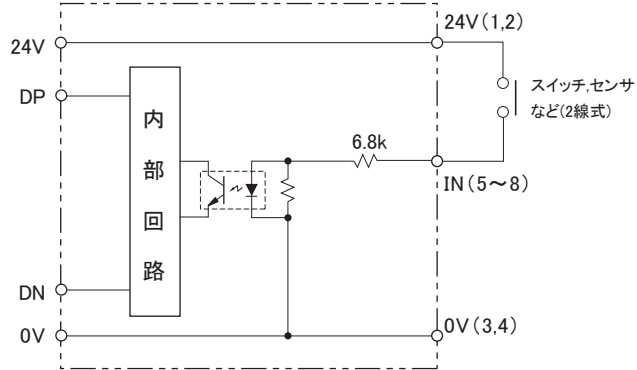 24V
DP
DN
0V
内部回路
6.8k
24V(1,2)
スイッチ,センサ
など(2線式)
IN(5～8)
0V(3,4)